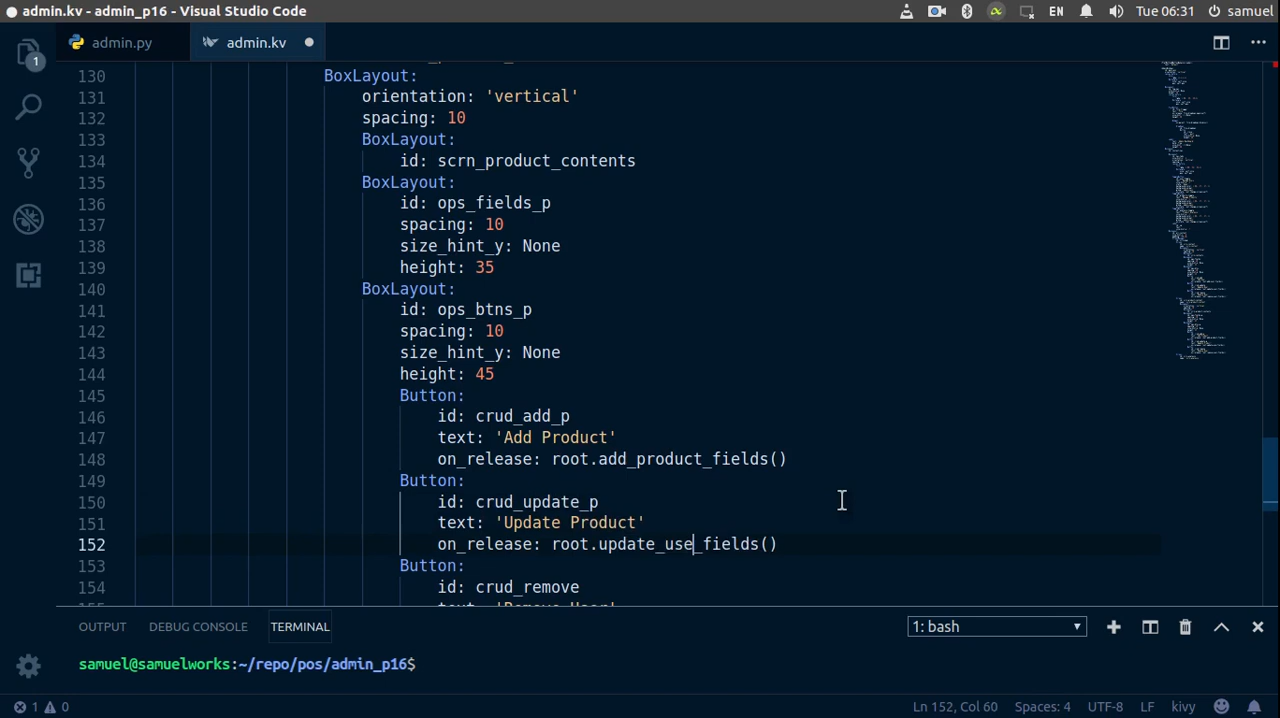 admin.kv - admin_p16 - Visual Studio Code
EN
Tue 06:31
samuel
1
admin.py
admin.kv
130 BoxLayout:
131 orientation: 'vertical'
132 spacing: 10
133 BoxLayout:
134 id: scrn_product_contents
135 BoxLayout:
136 id: ops_fields_p
137 spacing: 10
138 size_hint_y: None
139 height: 35
140 BoxLayout:
141 id: ops_btns_p
142 spacing: 10
143 size_hint_y: None
144 height: 45
145 Button:
146 id: crud_add_p
147 text: 'Add Product'
148 on_release: root.add_product_fields()
149 Button:
150 id: crud_update_p
151 text: 'Update Product'
152 on_release: root.update_use_fields()
153 Button:
154 id: crud_remove
155 text: 'Remove User'
OUTPUT
DEBUG CONSOLE
TERMINAL
1: bash
samuel@samuelworks:~/repo/pos/admin_p16$
1 0
Ln 152, Col 60
Spaces: 4
UTF-8
LF
kivy